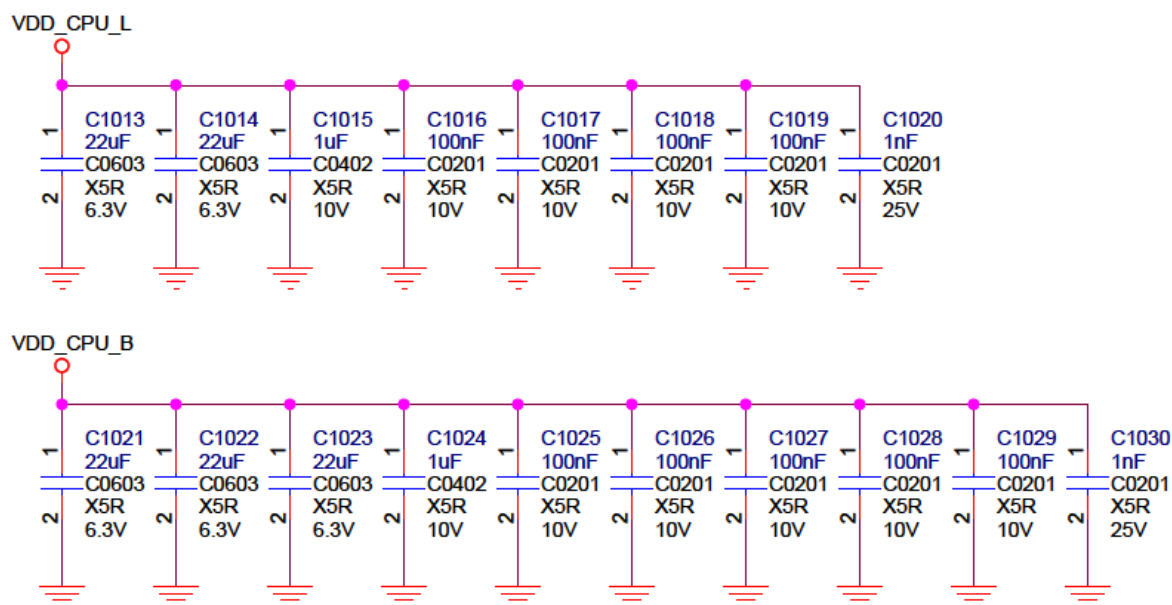 VDD_CPU_L
1 C1013 1 C1014 1 C1015 1 C1016 1 C1017 1 C1018 1 C1019 1 C1020
22uF 22uF 1uF 100nF 100nF 100nF 100nF 1nF
C0603 C0603 C0402 C0201 C0201 C0201 C0201 C0201
2 X5R 2 X5R 2 X5R 2 X5R 2 X5R 2 X5R 2 X5R 2 X5R
6.3V 6.3V 10V 10V 10V 10V 10V 25V
VDD_CPU_B
1 C1021 1 C1022 1 C1023 1 C1024 1 C1025 1 C1026 1 C1027 1 C1028 1 C1029 1 C1030
22uF 22uF 22uF 1uF 100nF 100nF 100nF 100nF 100nF 1nF
C0603 C0603 C0603 C0402 C0201 C0201 C0201 C0201 C0201 C0201
2 X5R 2 X5R 2 X5R 2 X5R 2 X5R 2 X5R 2 X5R 2 X5R 2 X5R 2 X5R
6.3V 6.3V 6.3V 10V 10V 10V 10V 10V 10V 25V